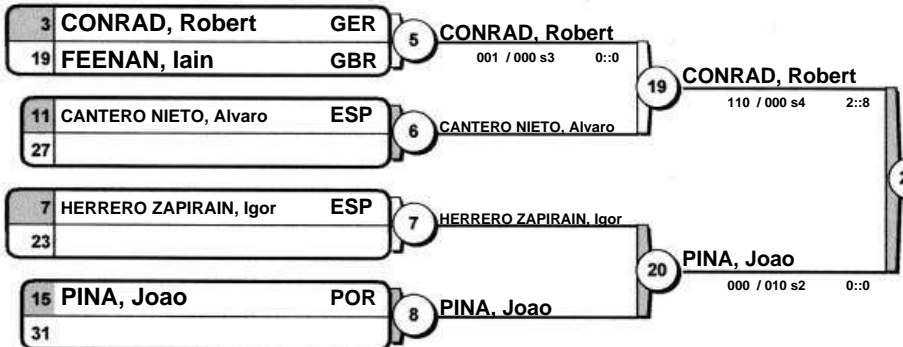 3 CONRAD, Robert GER
19 FEENAN, Iain GBR
5
CONRAD, Robert
001 / 000 s3 0::0
11 CANTERO NIETO, Alvaro ESP
27
6
CANTERO NIETO, Alvaro
19
CONRAD, Robert
110 / 000 s4 2::8
7 HERRERO ZAPIRAIN, Igor ESP
23
7
HERRERO ZAPIRAIN, Igor
15 PINA, Joao POR
31
8
PINA, Joao
20
PINA, Joao
000 / 010 s2 0::0